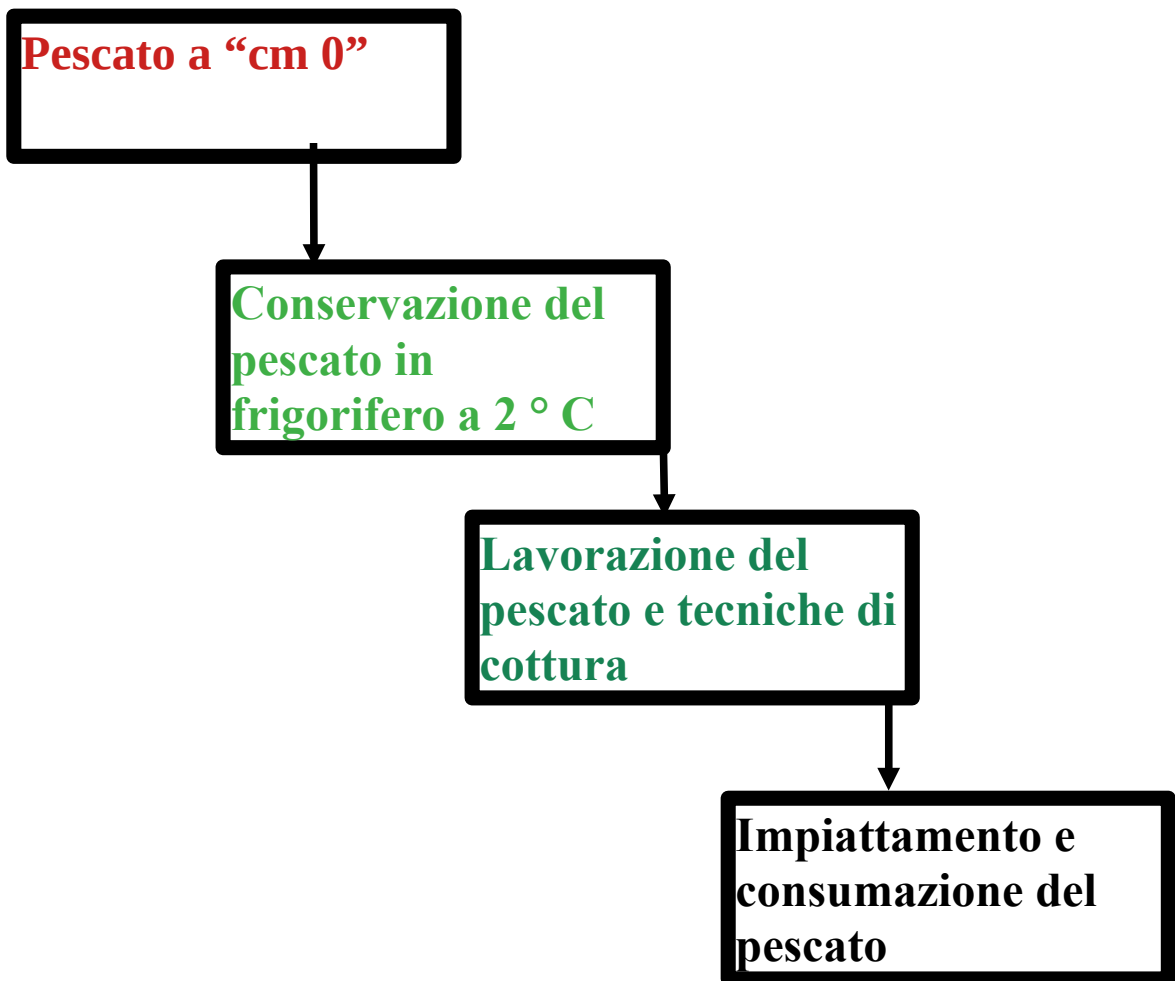 Pescato a “cm 0”
Conservazione del
pescato in
frigorifero a 2 ° C
Lavorazione del
pescato e tecniche di
cottura
Impiattamento e
consumazione del
pescato